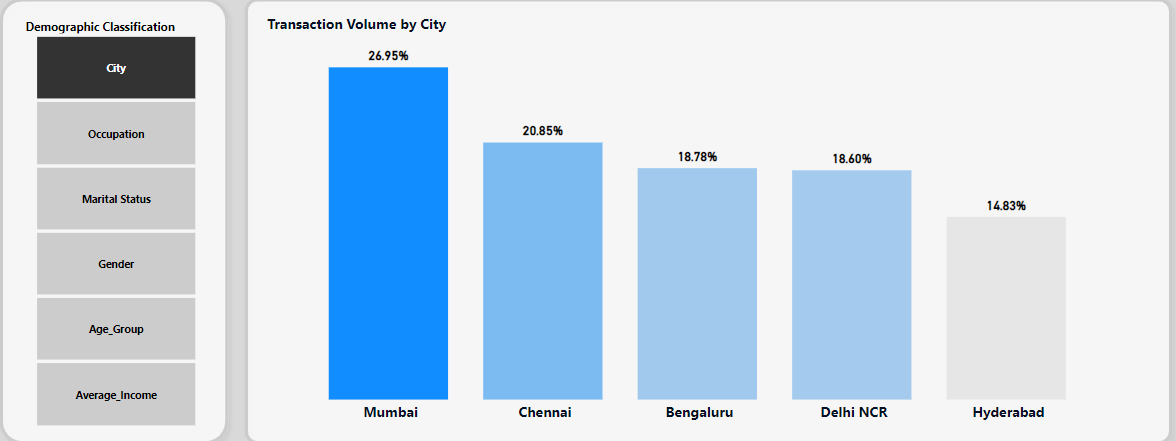 Demographic Classification
City
Occupation
Marital Status
Gender
Age_Group
Average_Income
Transaction Volume by City
26.95%
20.85%
18.78%
18.60%
14.83%
Mumbai
Chennai
Bengaluru
Delhi NCR
Hyderabad